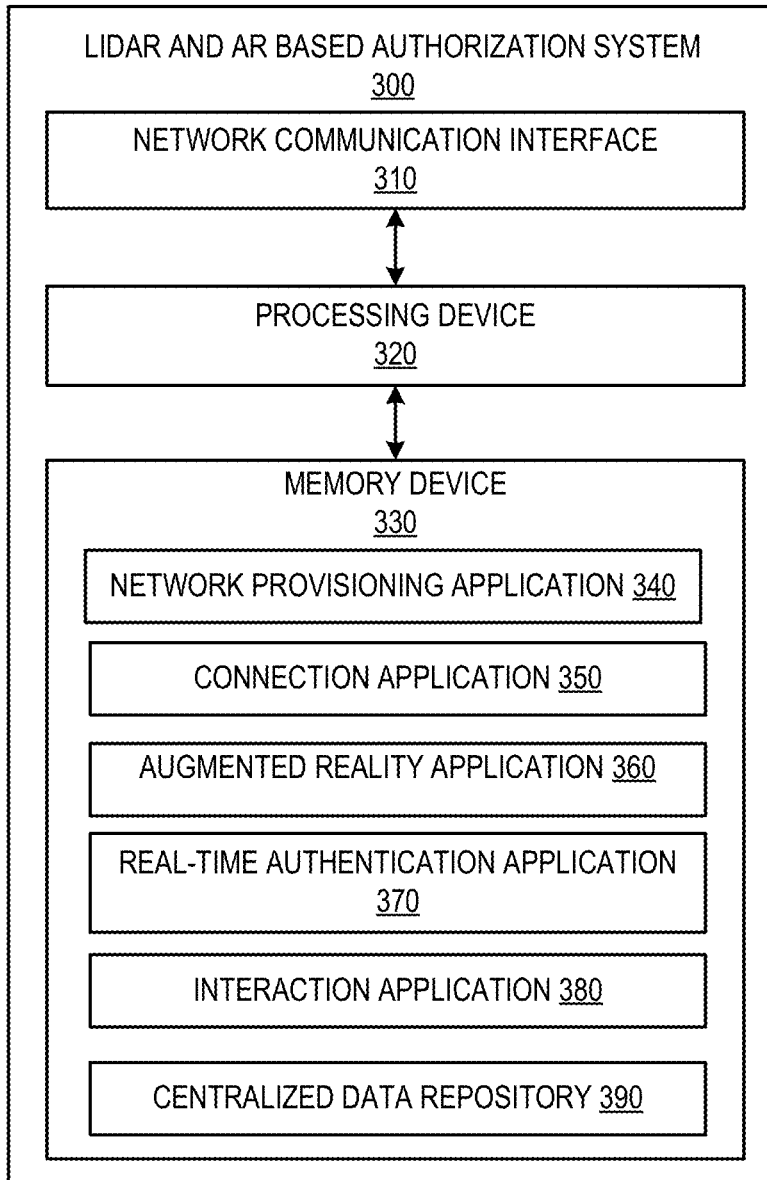 LIDAR AND AR BASED AUTHORIZATION SYSTEM
300
NETWORK COMMUNICATION INTERFACE
310
PROCESSING DEVICE
320
MEMORY DEVICE
330
NETWORK PROVISIONING APPLICATION 340
CONNECTION APPLICATION 350
AUGMENTED REALITY APPLICATION 360
REAL-TIME AUTHENTICATION APPLICATION
370
INTERACTION APPLICATION 380
CENTRALIZED DATA REPOSITORY 390